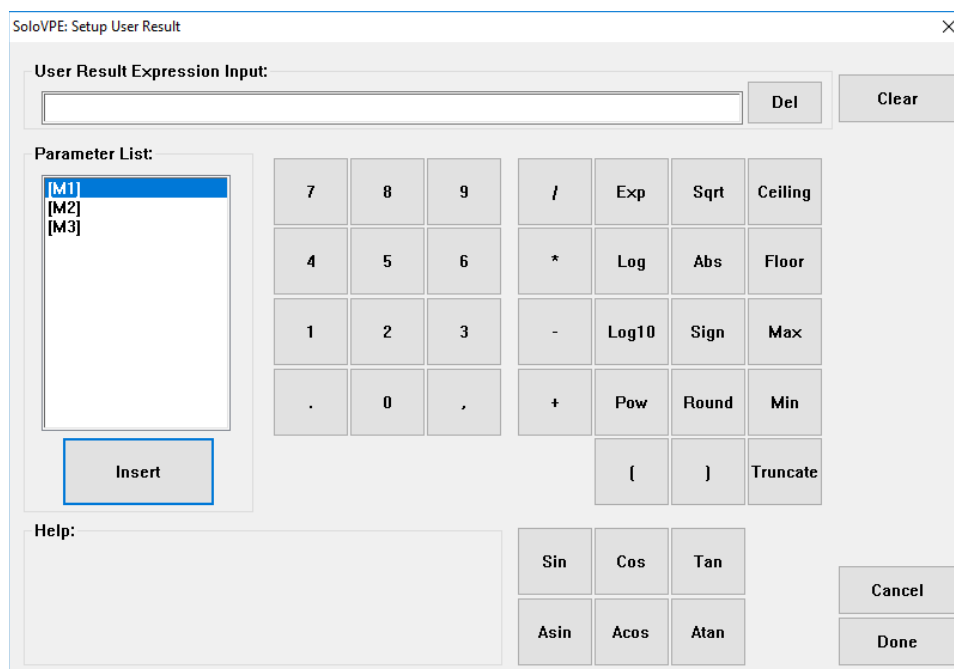 SoloVPE: Setup User Result
User Result Expression Input:
Del
Clear
Parameter List:
[M1]
[M2]
[M3]
Insert
7 8 9 / Exp Sqrt Ceiling
4 5 6 * Log Abs Floor
1 2 3 - Log10 Sign Max
. 0 , + Pow Round Min
( ) Truncate
Help:
Sin Cos Tan
Asin Acos Atan
Cancel
Done